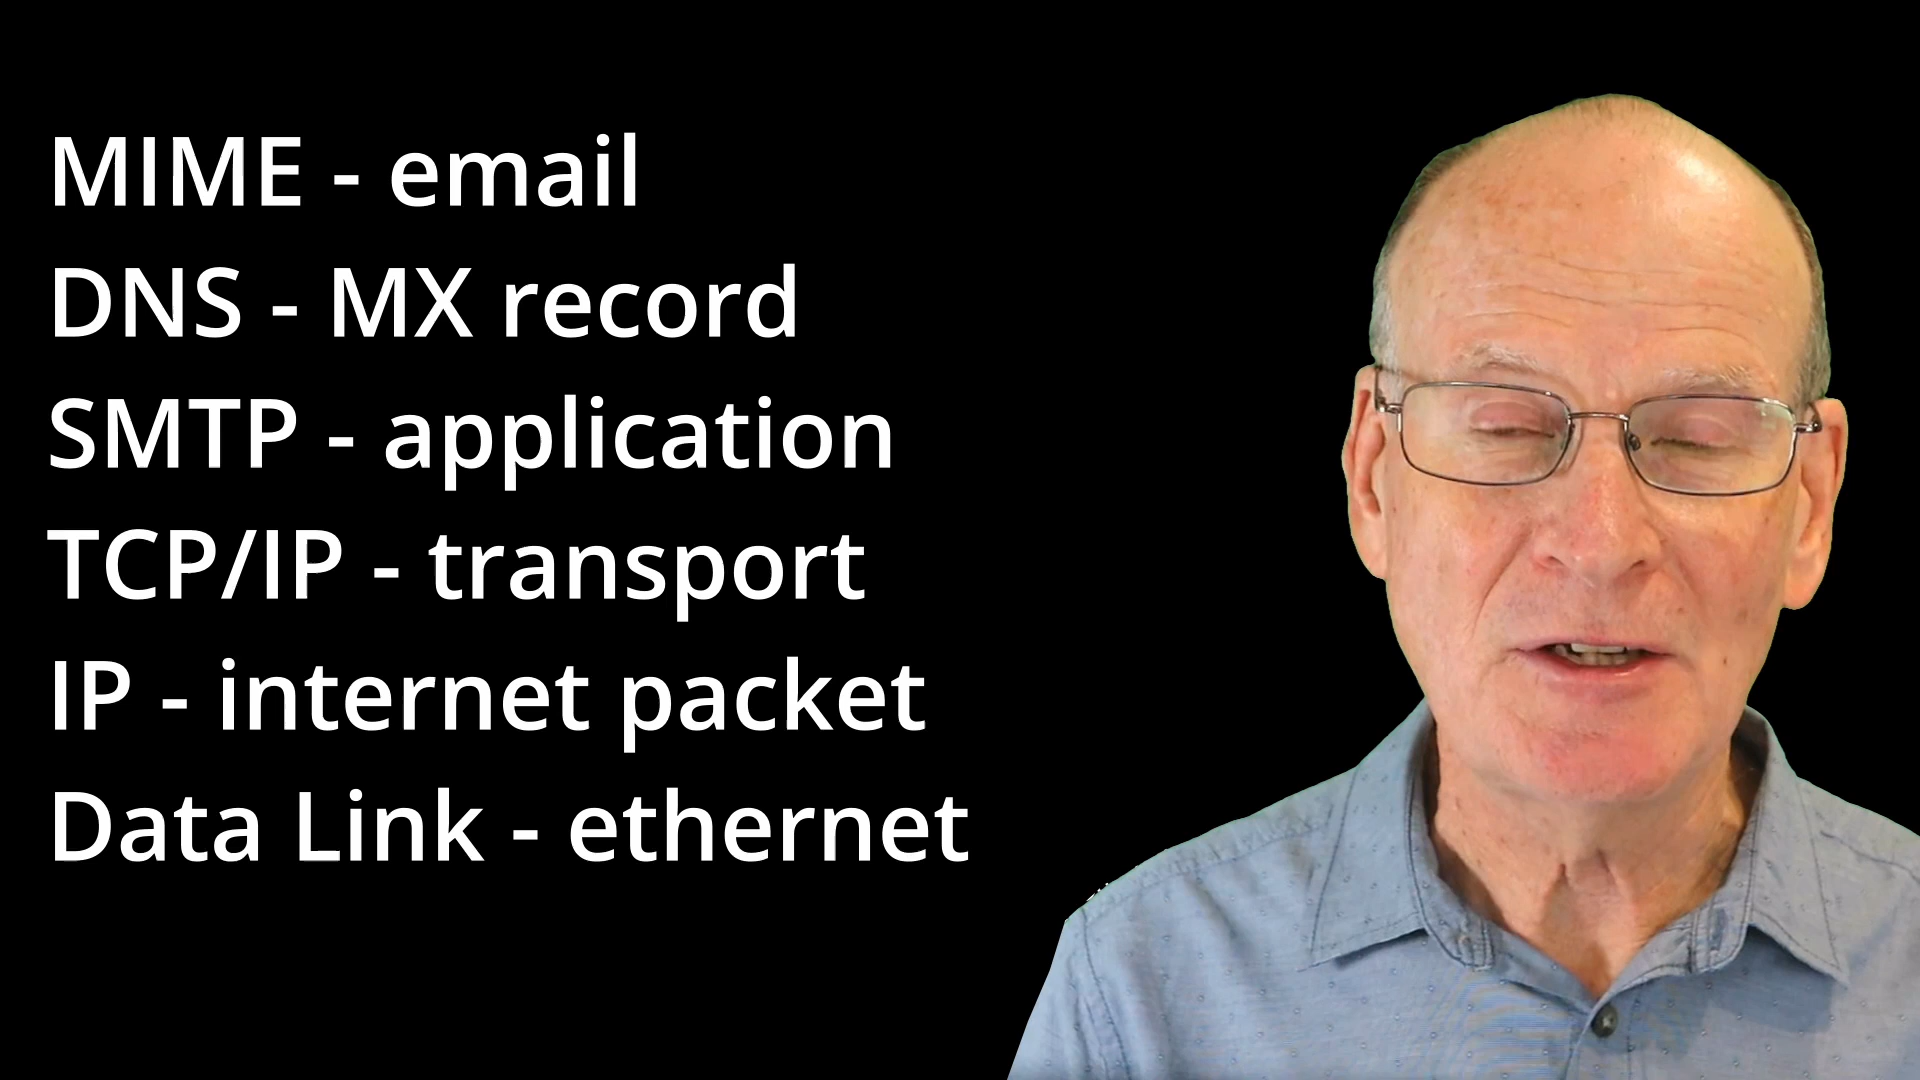 MIME - email
DNS - MX record
SMTP - application
TCP/IP - transport
IP - internet packet
Data Link - ethernet